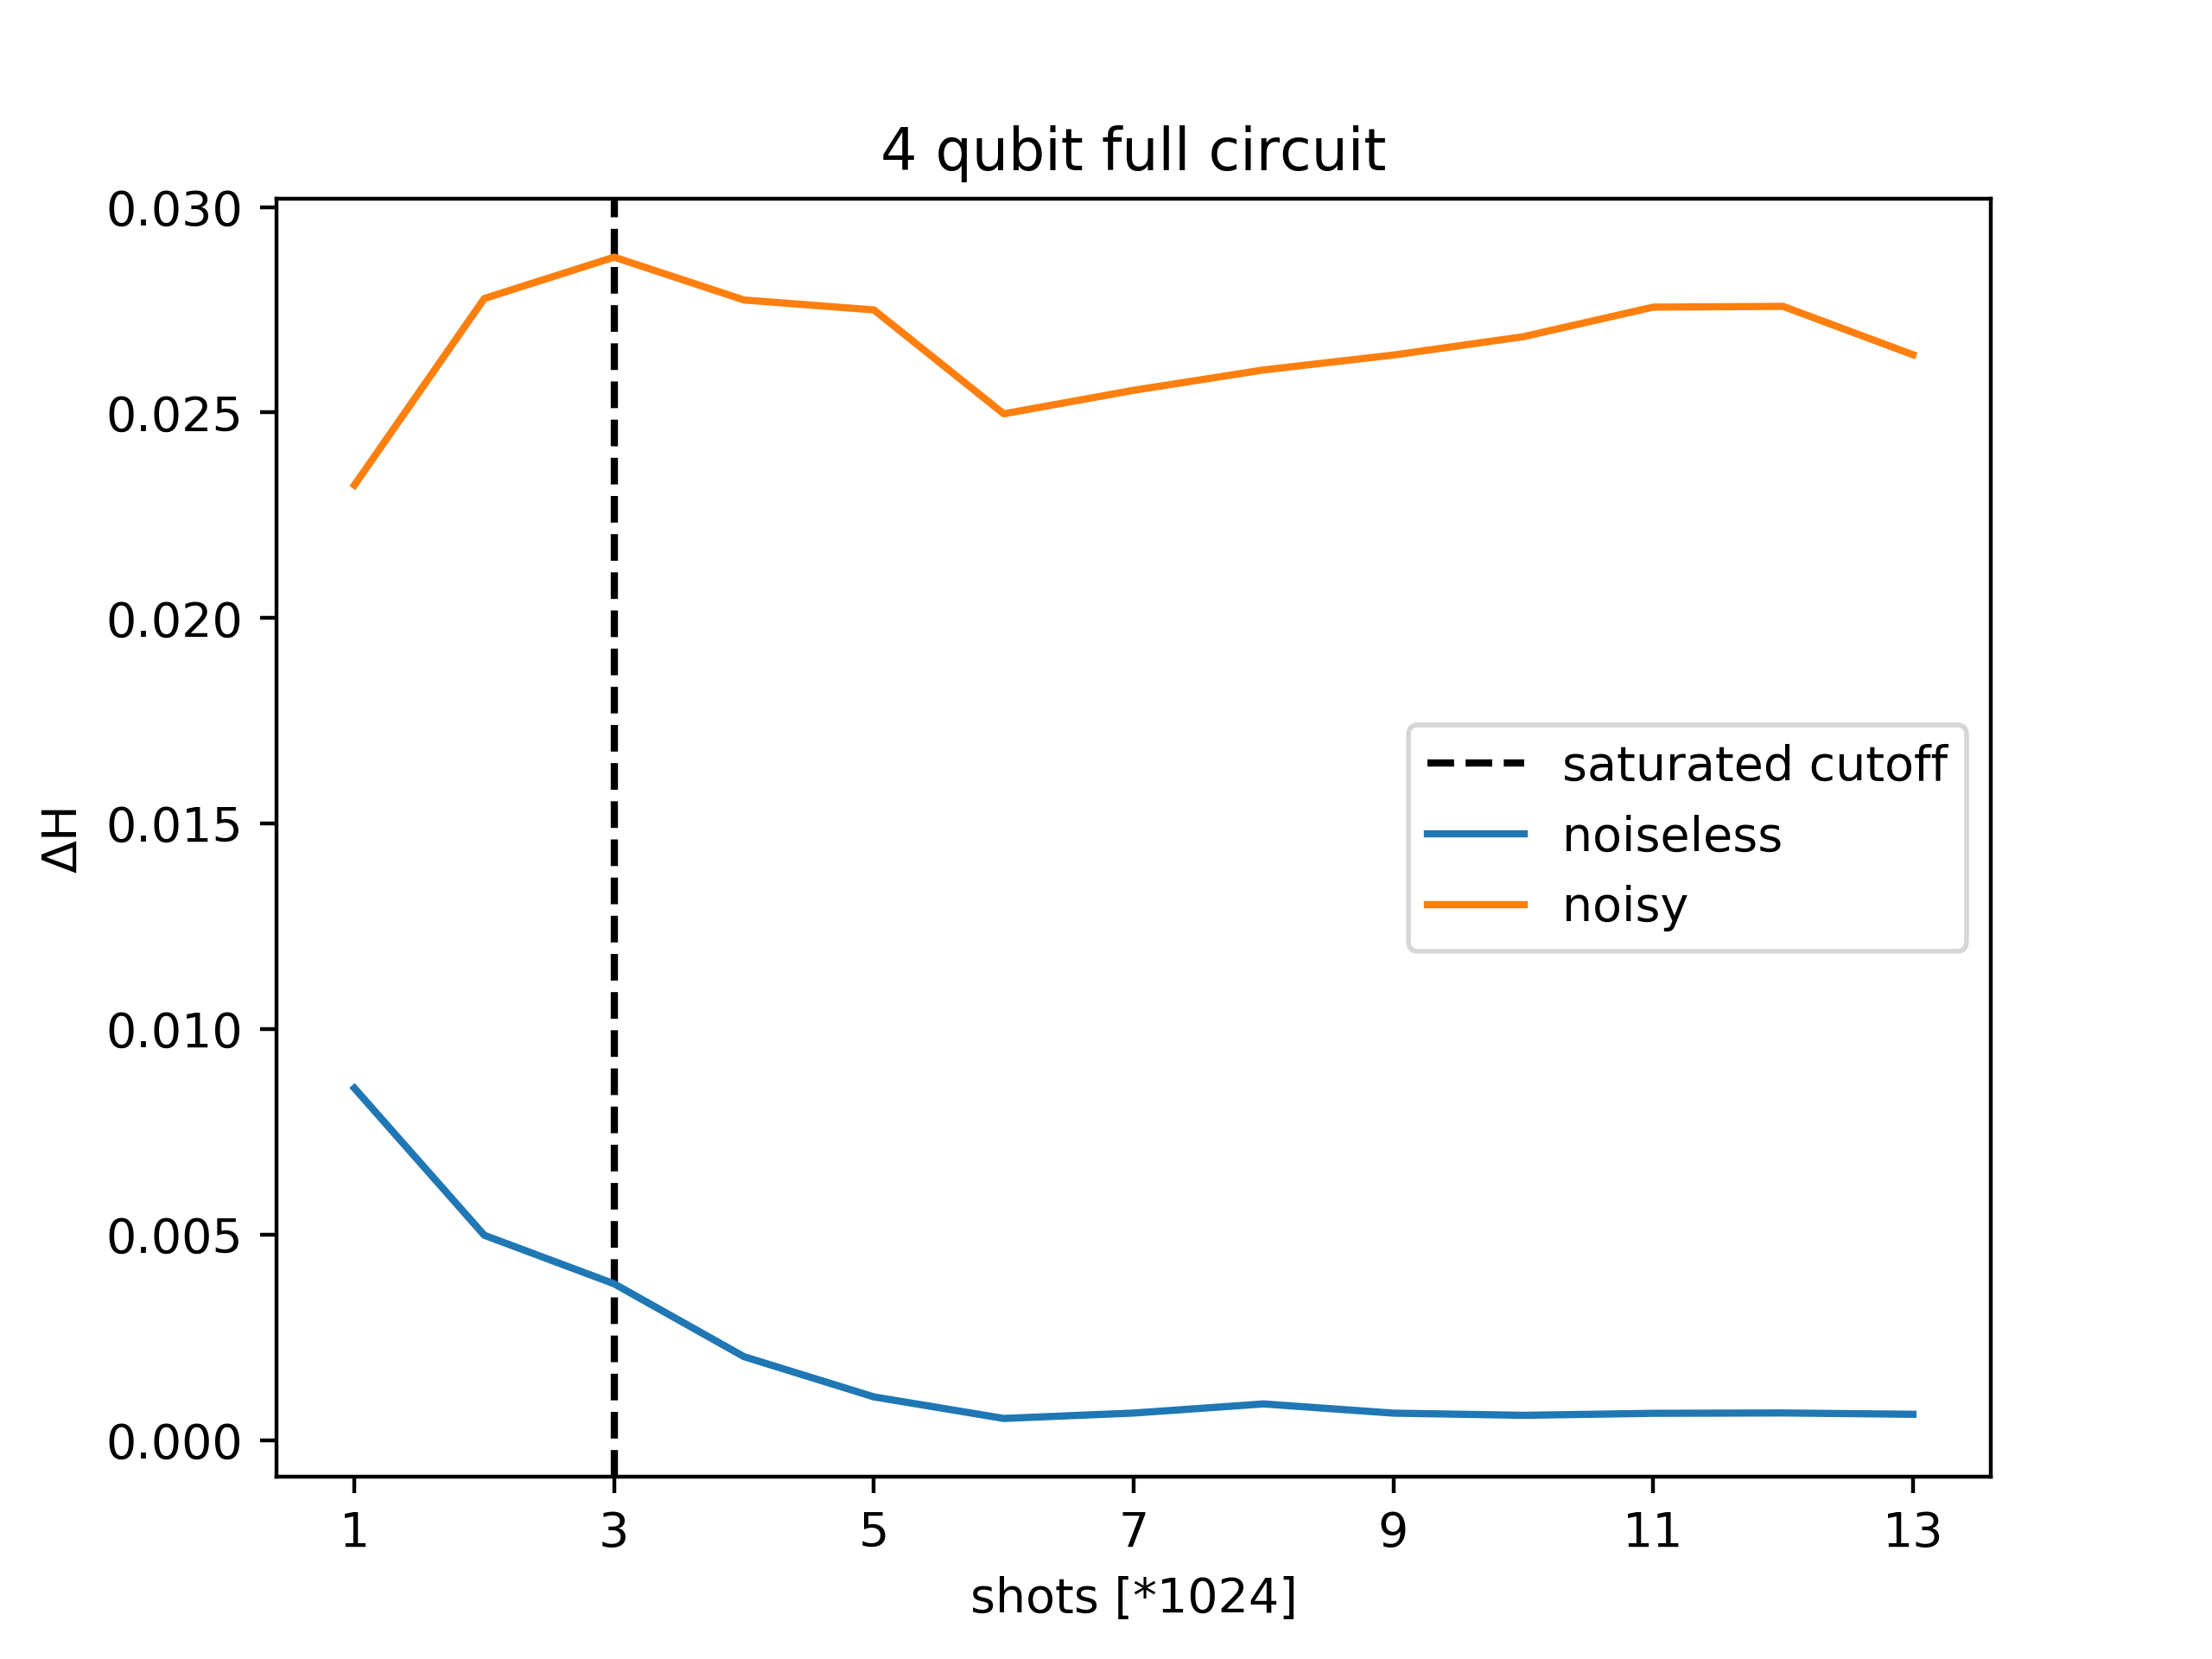 4 qubit full circuit
0.030
0.025
0.020
0.015
0.010
0.005
0.000
ΔH
saturated cutoff
noiseless
noisy
1 3 5 7 9 11 13
shots [*1024]